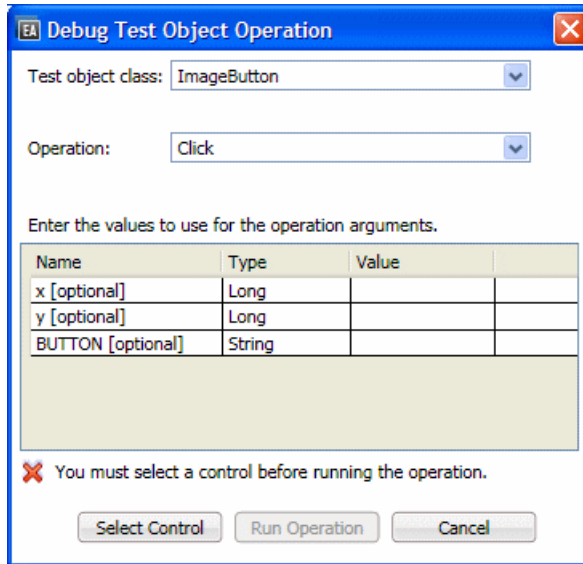 EA Debug Test Object Operation
Test object class: ImageButton
Operation: Click
Enter the values to use for the operation arguments.
Name Type Value
x [optional] Long
y [optional] Long
BUTTON [optional] String
You must select a control before running the operation.
Select Control Run Operation Cancel